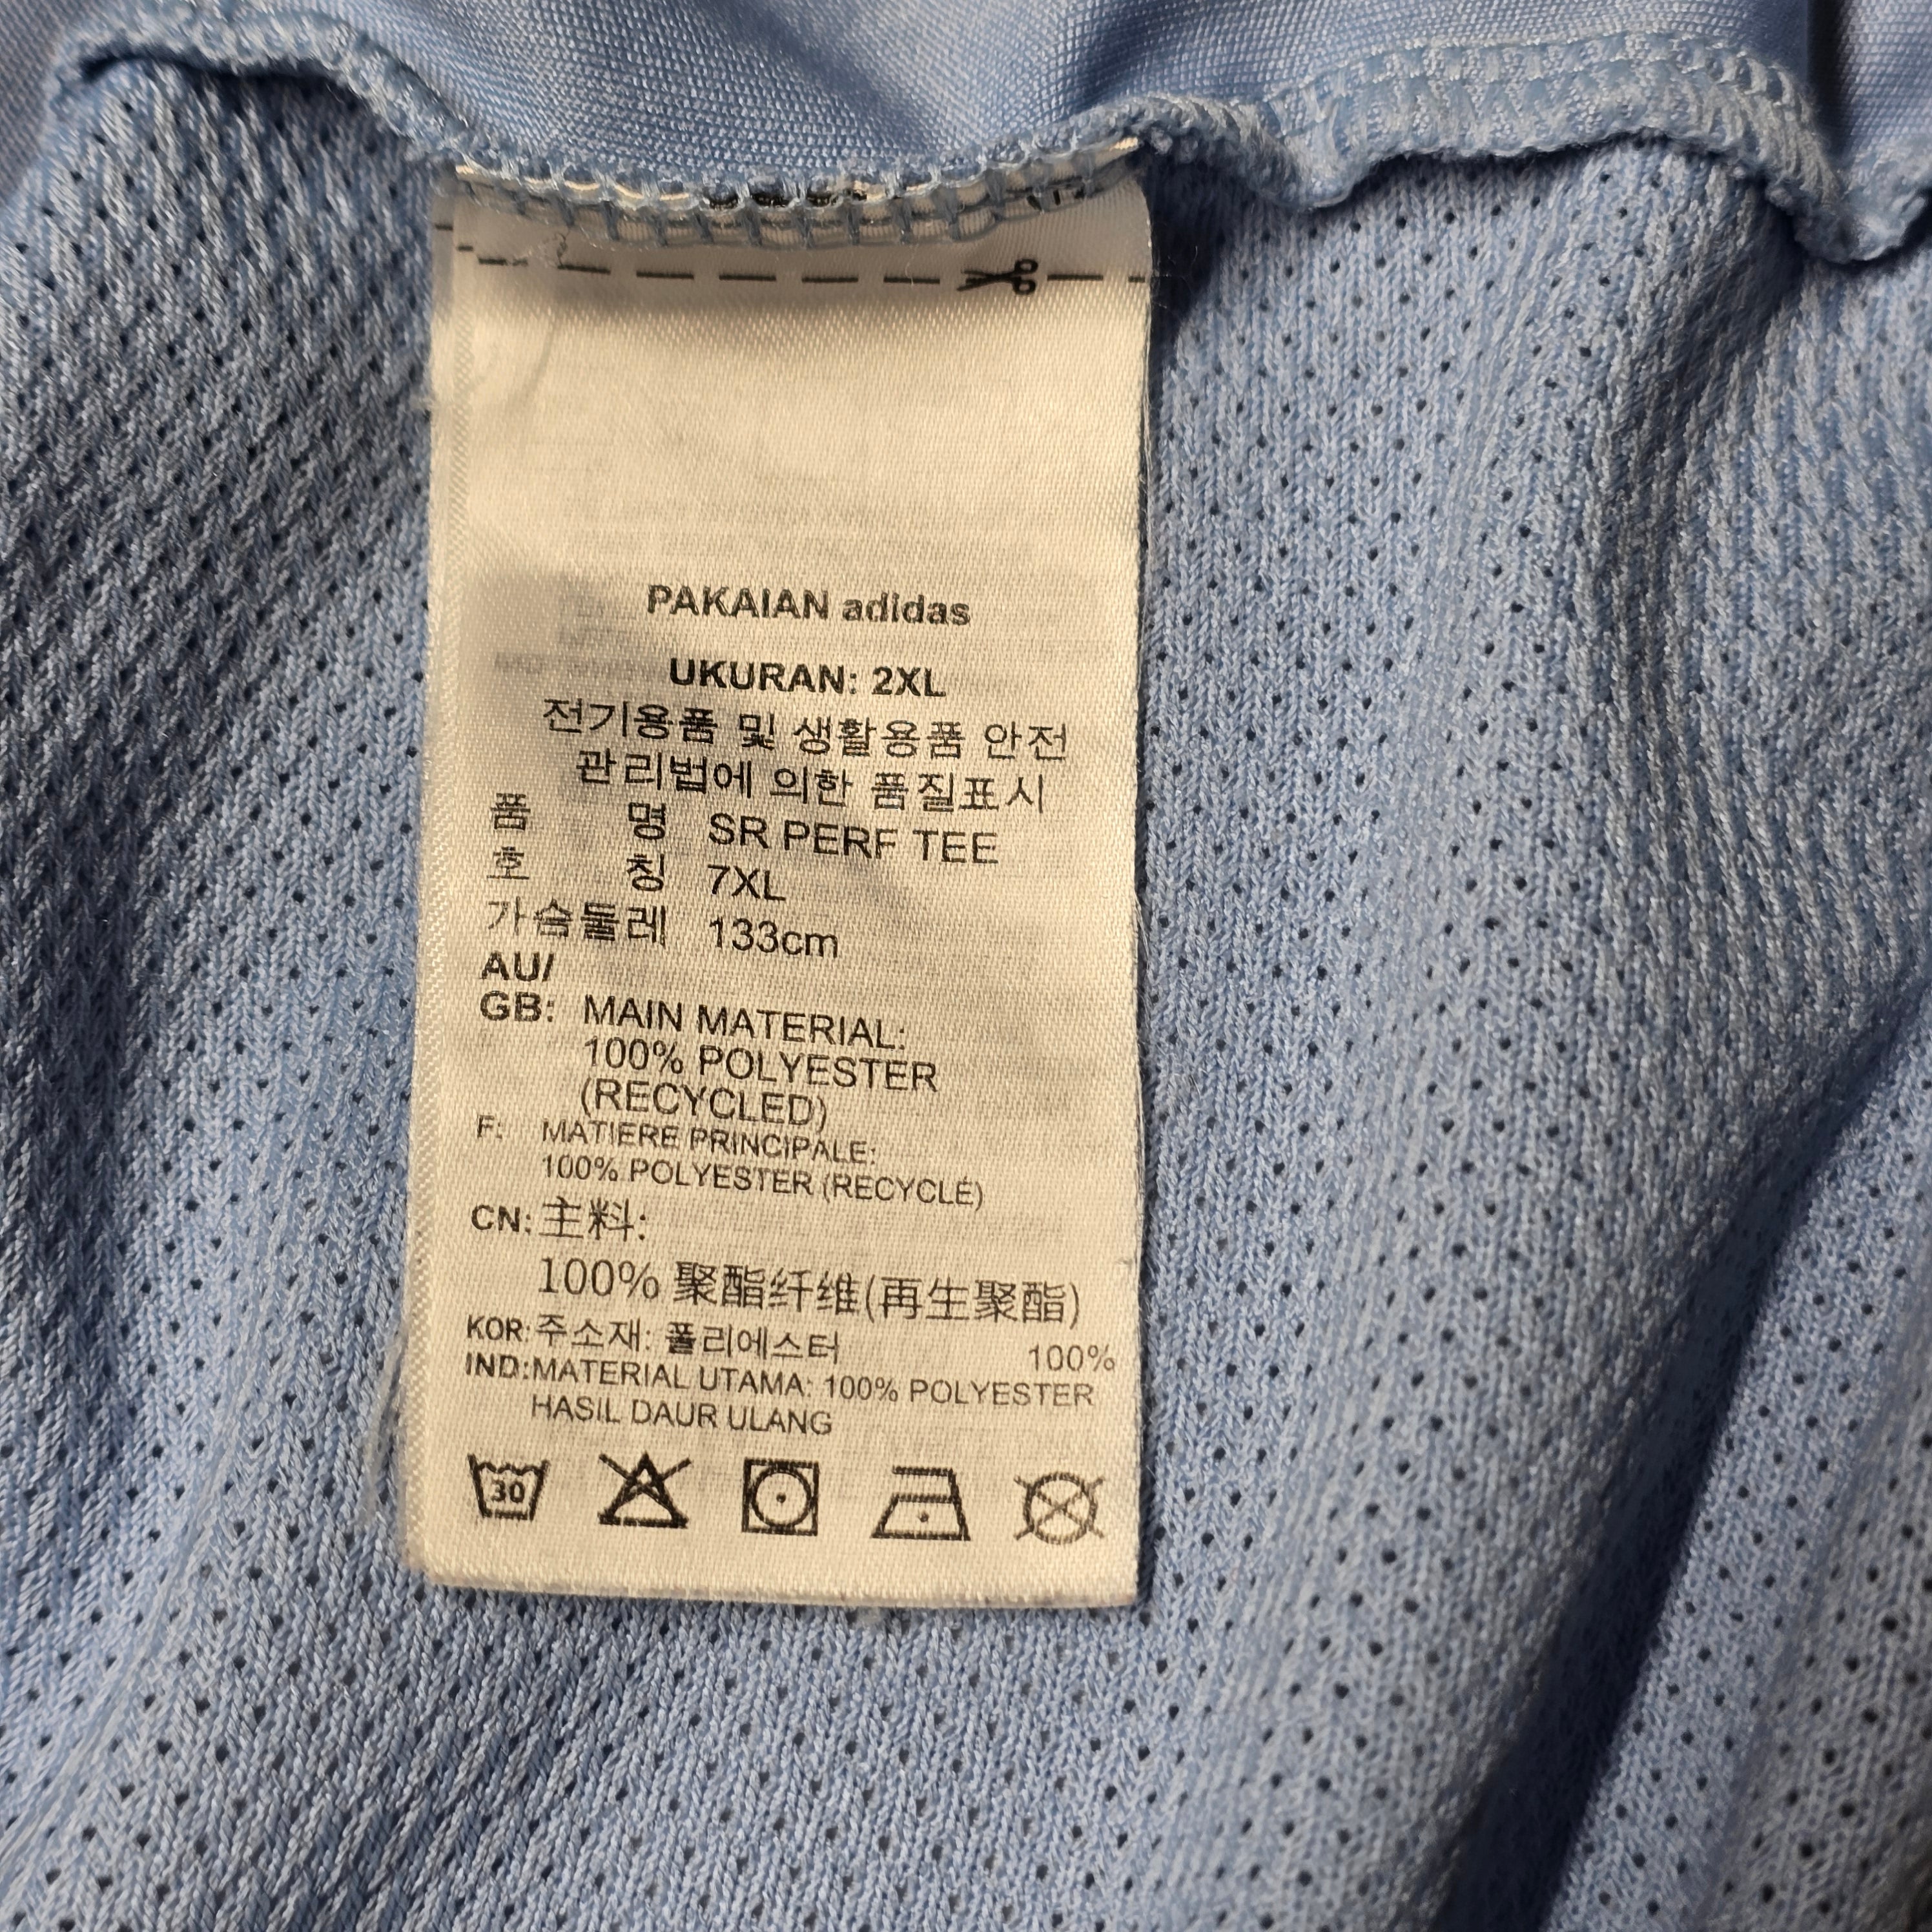 PAKAIAN adidas
UKURAN: 2XL
전기용품 및 생활용품 안전
관리법에 의한 품질표시
품 명 SR PERF TEE
호 칭 7XL
가슴둘레 133cm
AU/
GB: MAIN MATERIAL:
100% POLYESTER
(RECYCLED)
F: MATIERE PRINCIPALE:
100% POLYESTER (RECYCLÉ)
CN: 主料:
100% 聚酯纤维(再生聚酯)
KOR: 주소재: 폴리에스터 100%
IND: MATERIAL UTAMA: 100% POLYESTER
HASIL DAUR ULANG
30